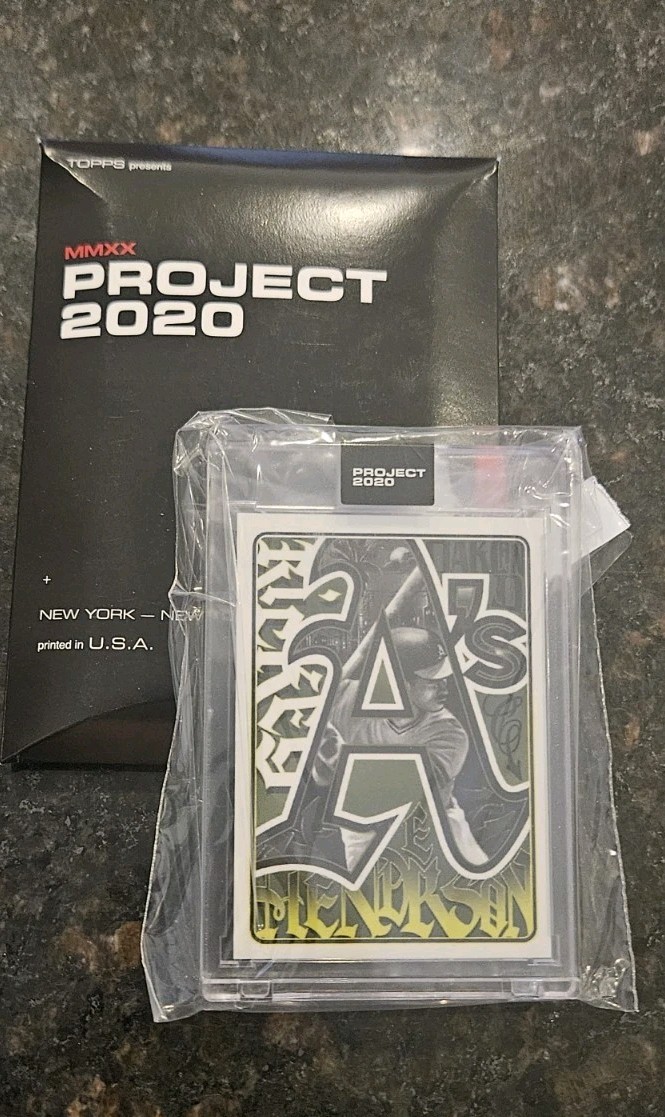 TOPPS presents
MMXX
PROJECT
2020
+
NEW YORK — NEW Y
printed in U.S.A.
PROJECT
2020
RICKEY
A's
HENDERSON